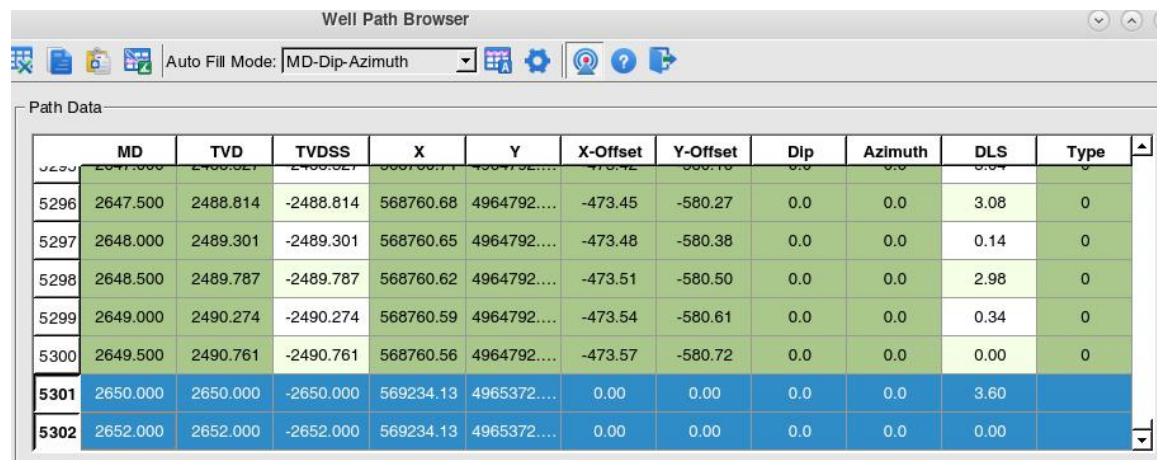 Well Path Browser
Auto Fill Mode: MD-Dip-Azimuth
Path Data
MD TVD TVDSS X Y X-Offset Y-Offset Dip Azimuth DLS Type
5296 2647.500 2488.814 -2488.814 568760.68 4964792.... -473.45 -580.27 0.0 0.0 3.08 0
5297 2648.000 2489.301 -2489.301 568760.65 4964792.... -473.48 -580.38 0.0 0.0 0.14 0
5298 2648.500 2489.787 -2489.787 568760.62 4964792.... -473.51 -580.50 0.0 0.0 2.98 0
5299 2649.000 2490.274 -2490.274 568760.59 4964792.... -473.54 -580.61 0.0 0.0 0.34 0
5300 2649.500 2490.761 -2490.761 568760.56 4964792.... -473.57 -580.72 0.0 0.0 0.00 0
5301 2650.000 2650.000 -2650.000 569234.13 4965372.... 0.00 0.00 0.0 0.0 3.60
5302 2652.000 2652.000 -2652.000 569234.13 4965372.... 0.00 0.00 0.0 0.0 0.00